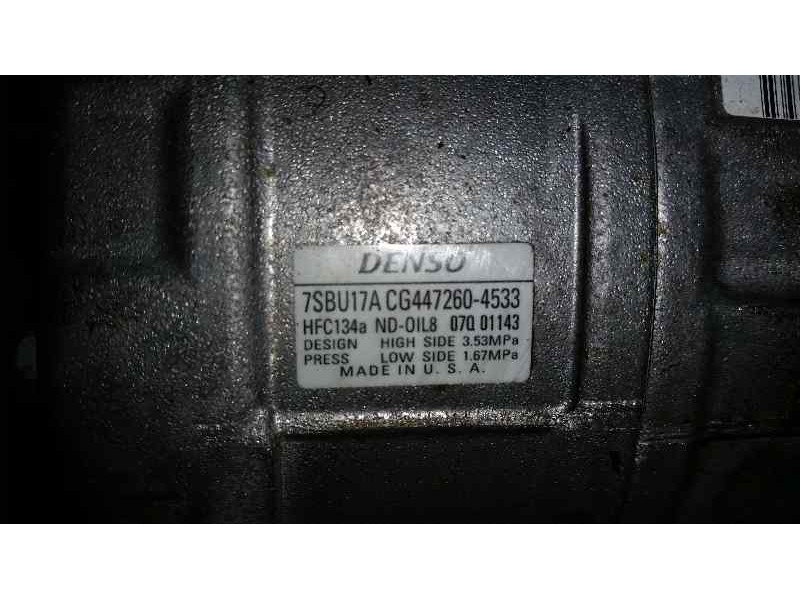 DENSO
7SBU17A CG447260-4533
HFC134a ND-OIL8 07Q 01143
DESIGN HIGH SIDE 3.53MPa
PRESS LOW SIDE 1.67MPa
MADE IN U. S. A.